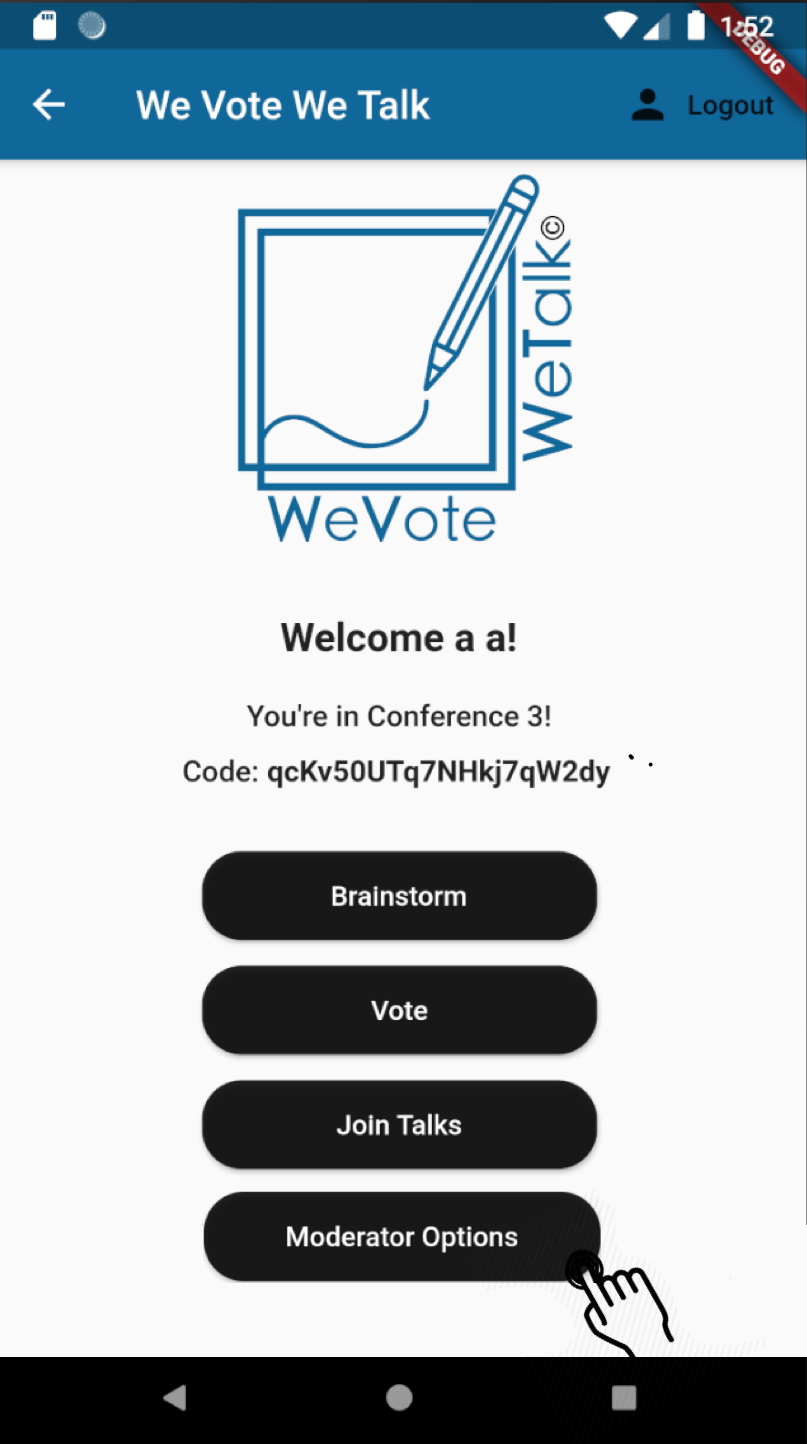 1:52
DEBUG
We Vote We Talk
Logout
WeTalk©
WeVote
Welcome a a!
You're in Conference 3!
Code: qcKv50UTq7NHkj7qW2dy
Brainstorm
Vote
Join Talks
Moderator Options